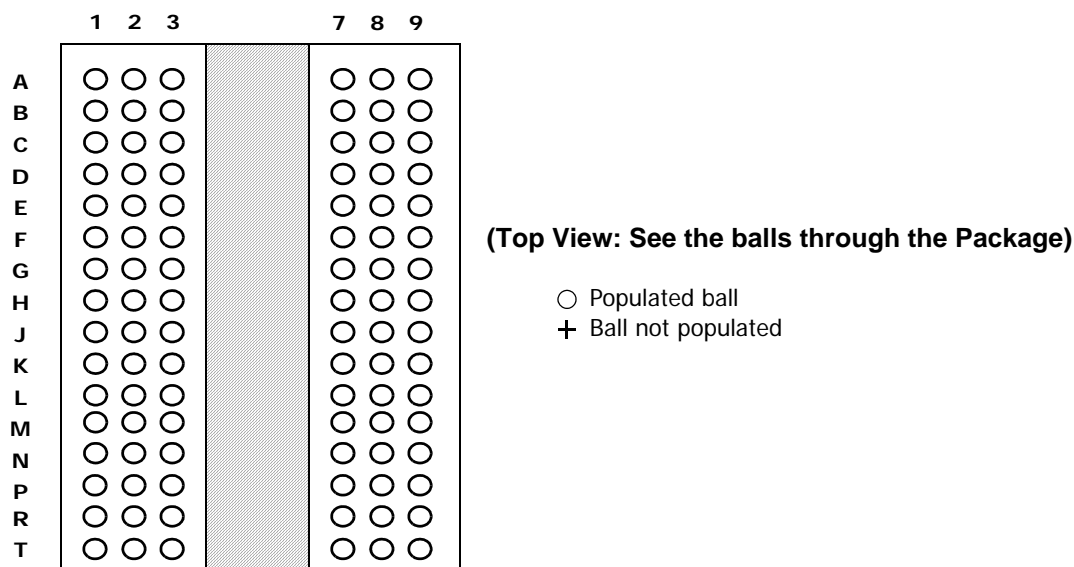 1 2 3 7 8 9
A
B
C
D
E
F
G
H
J
K
L
M
N
P
R
T
(Top View: See the balls through the Package)
Populated ball
Ball not populated